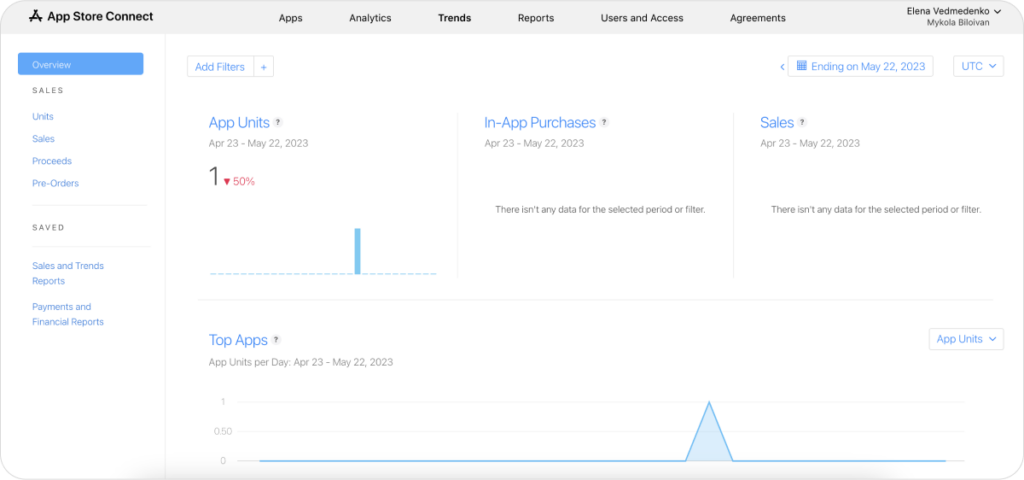 App Store Connect
Apps
Analytics
Trends
Reports
Users and Access
Agreements
Elena Vedmedenko
Mykola Biloivan
Overview
SALES
Units
Sales
Proceeds
Pre-Orders
SAVED
Sales and Trends
Reports
Payments and
Financial Reports
Add Filters +
Ending on May 22, 2023
UTC
App Units ?
Apr 23 - May 22, 2023
1 ▼ 50%
In-App Purchases ?
Apr 23 - May 22, 2023
There isn't any data for the selected period or filter.
Sales ?
Apr 23 - May 22, 2023
There isn't any data for the selected period or filter.
Top Apps ?
App Units per Day: Apr 23 - May 22, 2023
App Units
1
0.50
0